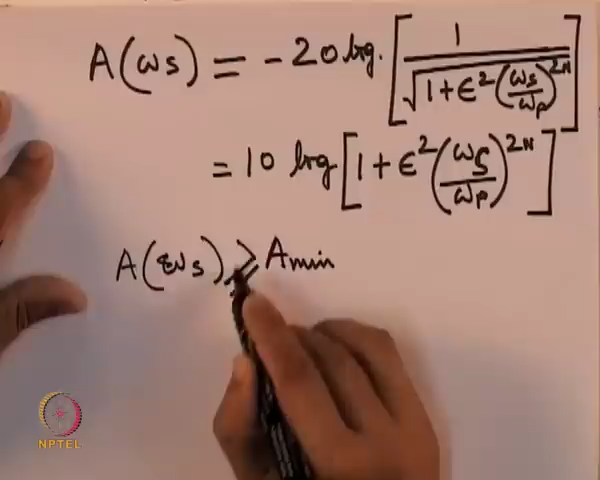 A(ωs) = -20 log. [1 / √(1+ε²(ωs/ωp)^2N)]
= 10 log [1+ε²(ωs/ωp)^2N]
A(ωs) ≥ Amin
NPTEL